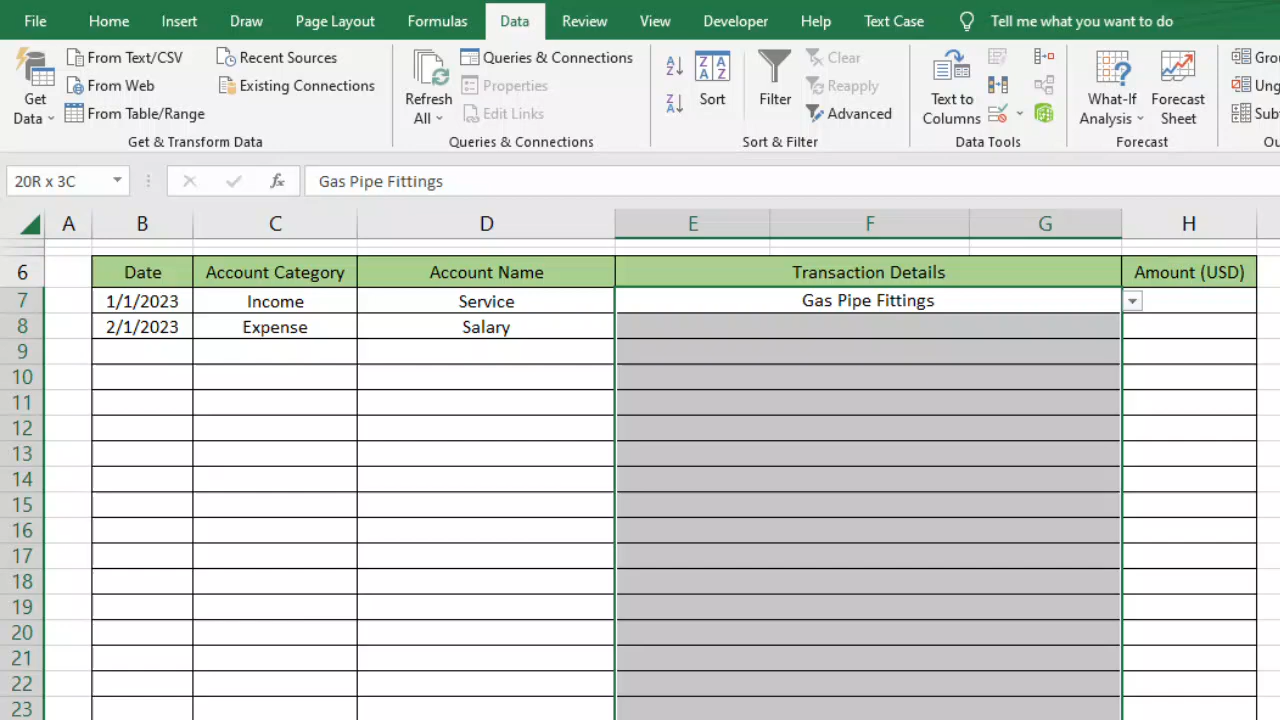 File Home Insert Draw Page Layout Formulas Data Review View Developer Help Text Case Tell me what you want to do
Get Data
From Text/CSV
From Web
From Table/Range
Recent Sources
Existing Connections
Get & Transform Data
Refresh All
Queries & Connections
Properties
Edit Links
Queries & Connections
Sort
Filter
Clear
Reapply
Advanced
Sort & Filter
Text to Columns
Data Tools
What-If Analysis
Forecast Sheet
Forecast
Grou
Ung
Sub
Ou
20R x 3C fx Gas Pipe Fittings
A B C D E F G H
6 Date Account Category Account Name Transaction Details Amount (USD)
7 1/1/2023 Income Service Gas Pipe Fittings
8 2/1/2023 Expense Salary
9
10
11
12
13
14
15
16
17
18
19
20
21
22
23